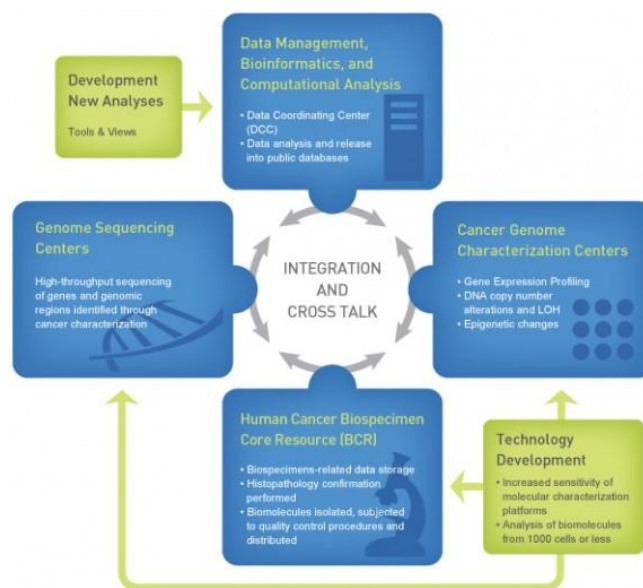 Data Management,
Bioinformatics, and
Computational Analysis
• Data Coordinating Center
(DCC)
• Data analysis and release
into public databases
Development
New Analyses
Tools & Views
Genome Sequencing
Centers
High-throughput sequencing
of genes and genomic
regions identified through
cancer characterization
INTEGRATION
AND
CROSS TALK
Cancer Genome
Characterization Centers
• Gene Expression Profiling
• DNA copy number
alterations and LOH
• Epigenetic changes
Human Cancer Biospecimen
Core Resource (BCR)
• Biospecimens-related data storage
• Histopathology confirmation
performed
• Biomolecules isolated, subjected
to quality control procedures and
distributed
Technology
Development
• Increased sensitivity of
molecular characterization
platforms
• Analysis of biomolecules
from 1000 cells or less